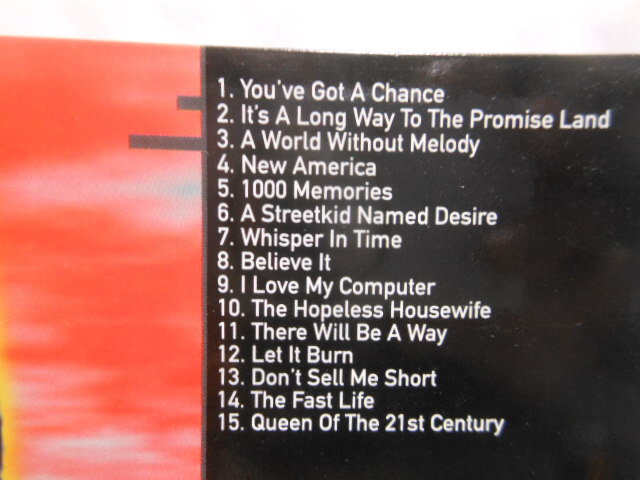 1. You've Got A Chance
2. It's A Long Way To The Promise Land
3. A World Without Melody
4. New America
5. 1000 Memories
6. A Streetkid Named Desire
7. Whisper In Time
8. Believe It
9. I Love My Computer
10. The Hopeless Housewife
11. There Will Be A Way
12. Let It Burn
13. Don't Sell Me Short
14. The Fast Life
15. Queen Of The 21st Century